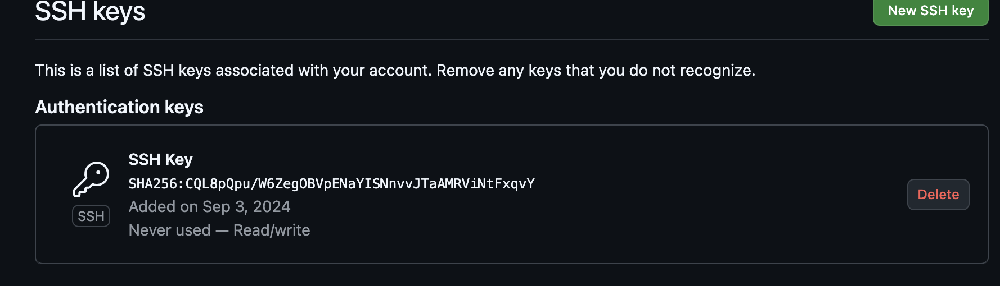 SSH keys
New SSH key
This is a list of SSH keys associated with your account. Remove any keys that you do not recognize.
Authentication keys
SSH Key
SHA256:CQL8pQpu/W6ZegOBVpENaYISNnvvJTaAMRViNtFxqvY
Added on Sep 3, 2024
Never used — Read/write
SSH
Delete